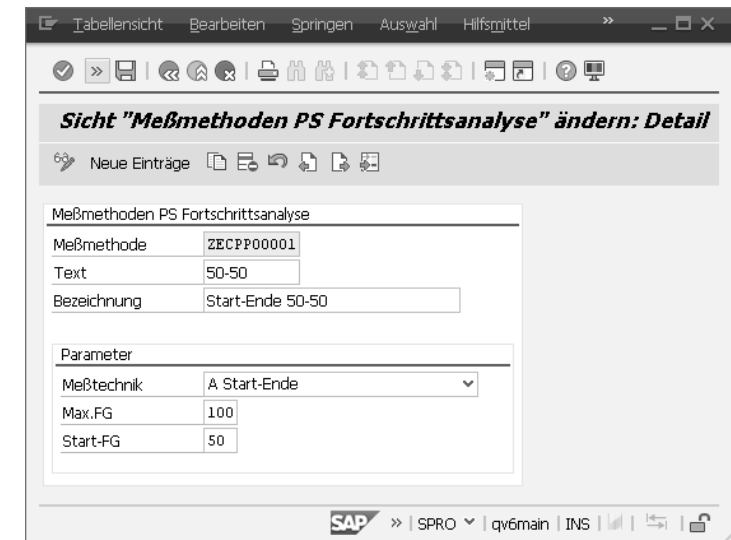 Tabellensicht Bearbeiten Springen Auswahl Hilfsmittel »
Sicht "Meßmethoden PS Fortschrittsanalyse" ändern: Detail
Neue Einträge
Meßmethoden PS Fortschrittsanalyse
Meßmethode ZECPP00001
Text 50-50
Bezeichnung Start-Ende 50-50
Parameter
Meßtechnik A Start-Ende
Max.FG 100
Start-FG 50
SAP » | SPRO | qv6main | INS